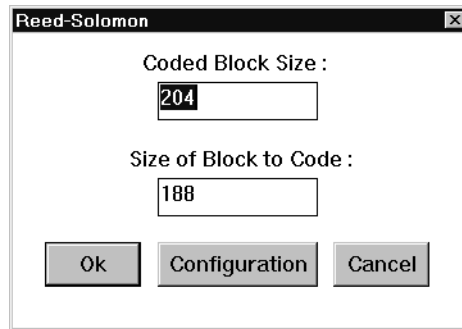 Reed-Solomon
Coded Block Size :
204
Size of Block to Code :
188
Ok Configuration Cancel